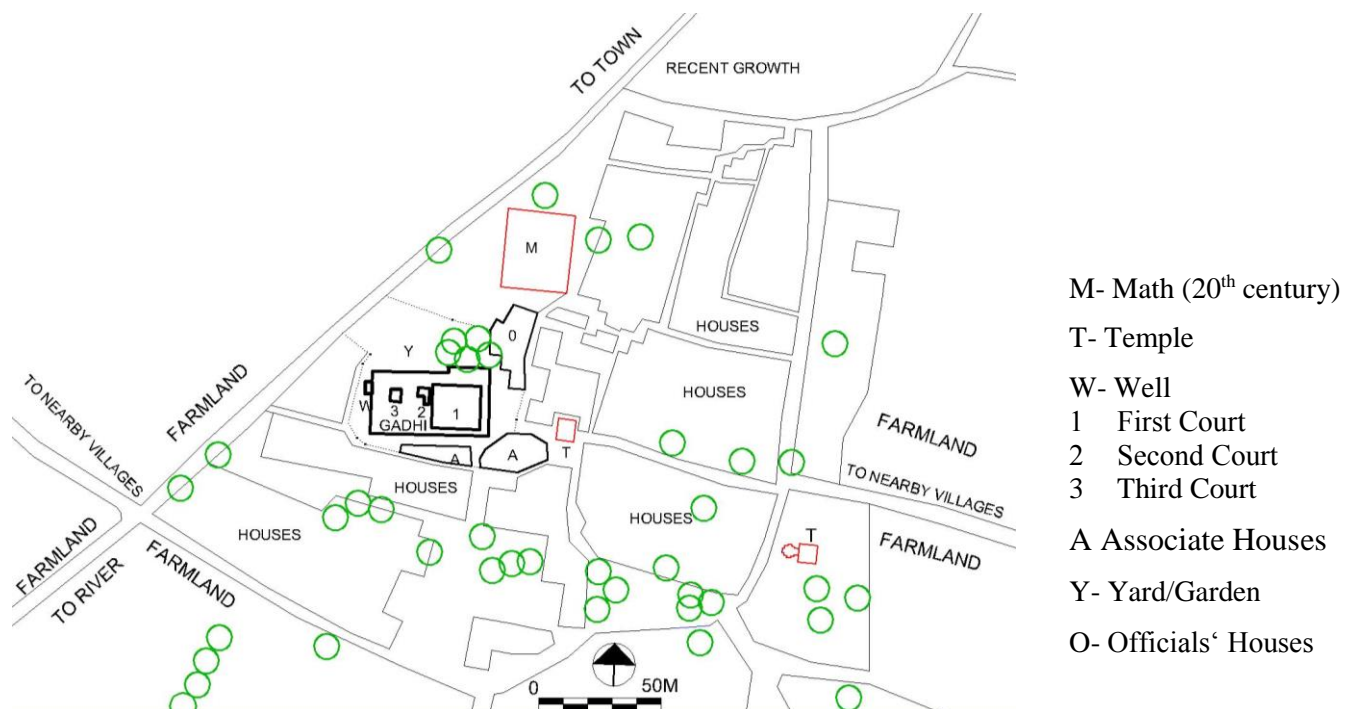 TO TOWN
RECENT GROWTH
M
0
HOUSES
Y
HOUSES
W
3
2
1
GADHI
FARMLAND
TO NEARBY VILLAGES
T
A
A
FARMLAND
HOUSES
TO NEARBY VILLAGES
HOUSES
HOUSES
T
FARMLAND
FARMLAND
FARMLAND
TO RIVER
0
50M
M- Math (20th century)
T- Temple
W- Well
1 First Court
2 Second Court
3 Third Court
A Associate Houses
Y- Yard/Garden
O- Officials‘ Houses